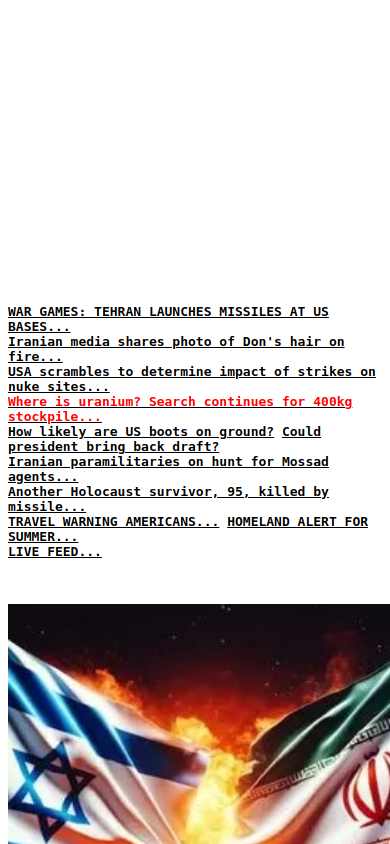 WAR GAMES: TEHRAN LAUNCHES MISSILES AT US
BASES...
Iranian media shares photo of Don's hair on
fire...
USA scrambles to determine impact of strikes on
nuke sites...
Where is uranium? Search continues for 400kg
stockpile...
How likely are US boots on ground? Could
president bring back draft?
Iranian paramilitaries on hunt for Mossad
agents...
Another Holocaust survivor, 95, killed by
missile...
TRAVEL WARNING AMERICANS... HOMELAND ALERT FOR
SUMMER...
LIVE FEED...